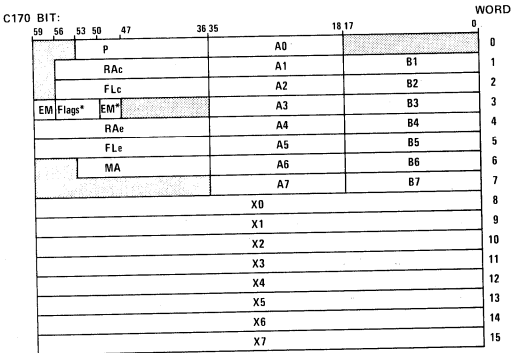 C170 BIT: WORD
59 56 53 50 47 36 35 18 17 0
P A0 0
RAc A1 B1 1
FLc A2 B2 2
EM Flags* EM* A3 B3 3
RAe A4 B4 4
FLe A5 B5 5
MA A6 B6 6
A7 B7 7
X0 8
X1 9
X2 10
X3 11
X4 12
X5 13
X6 14
X7 15